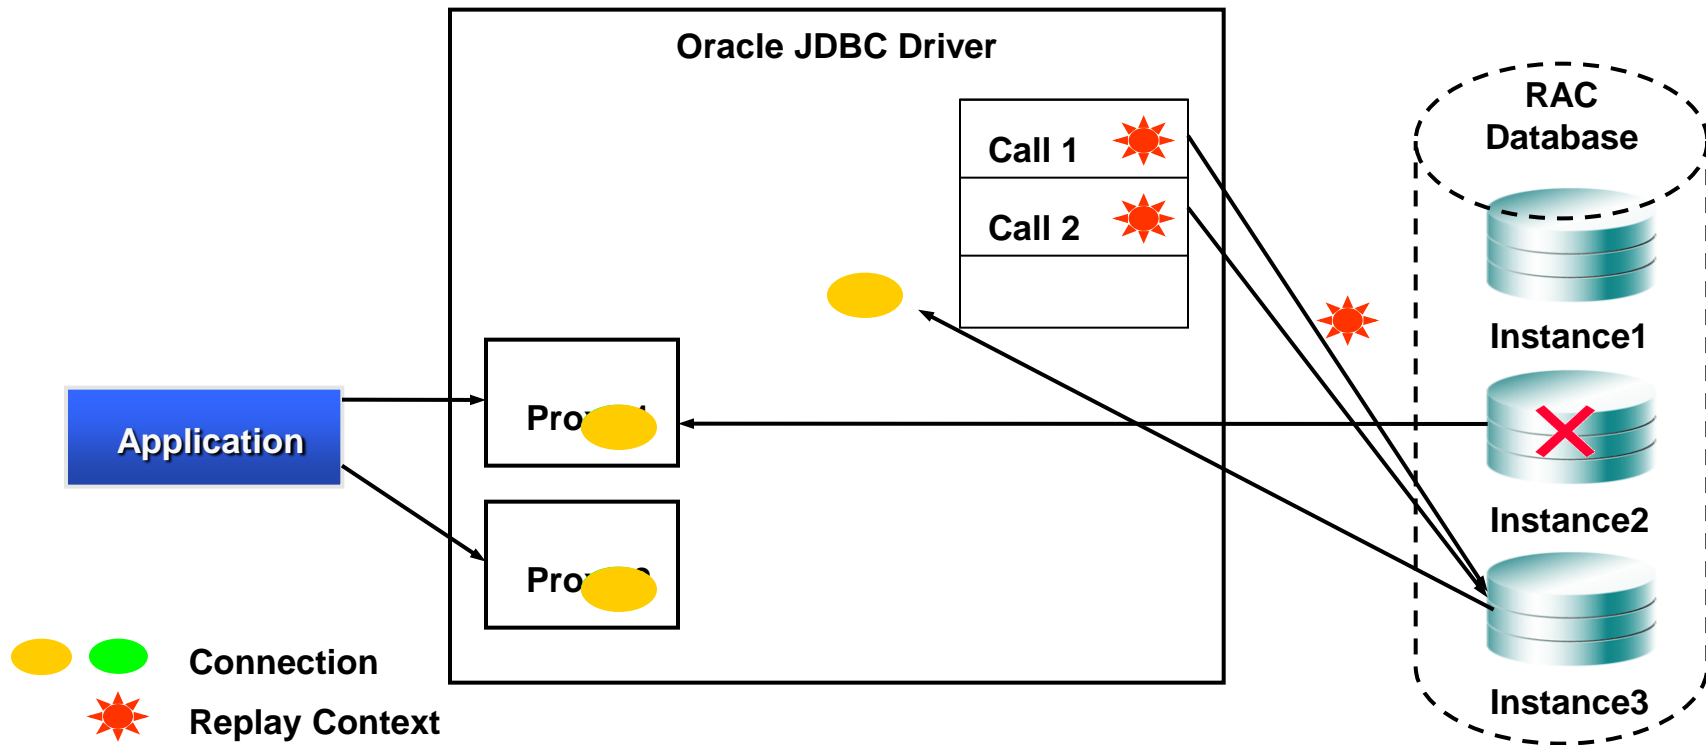 Oracle JDBC Driver
RAC
Database
Call 1
Call 2
Instance1
Application
Instance2
Connection
Replay Context
Instance3